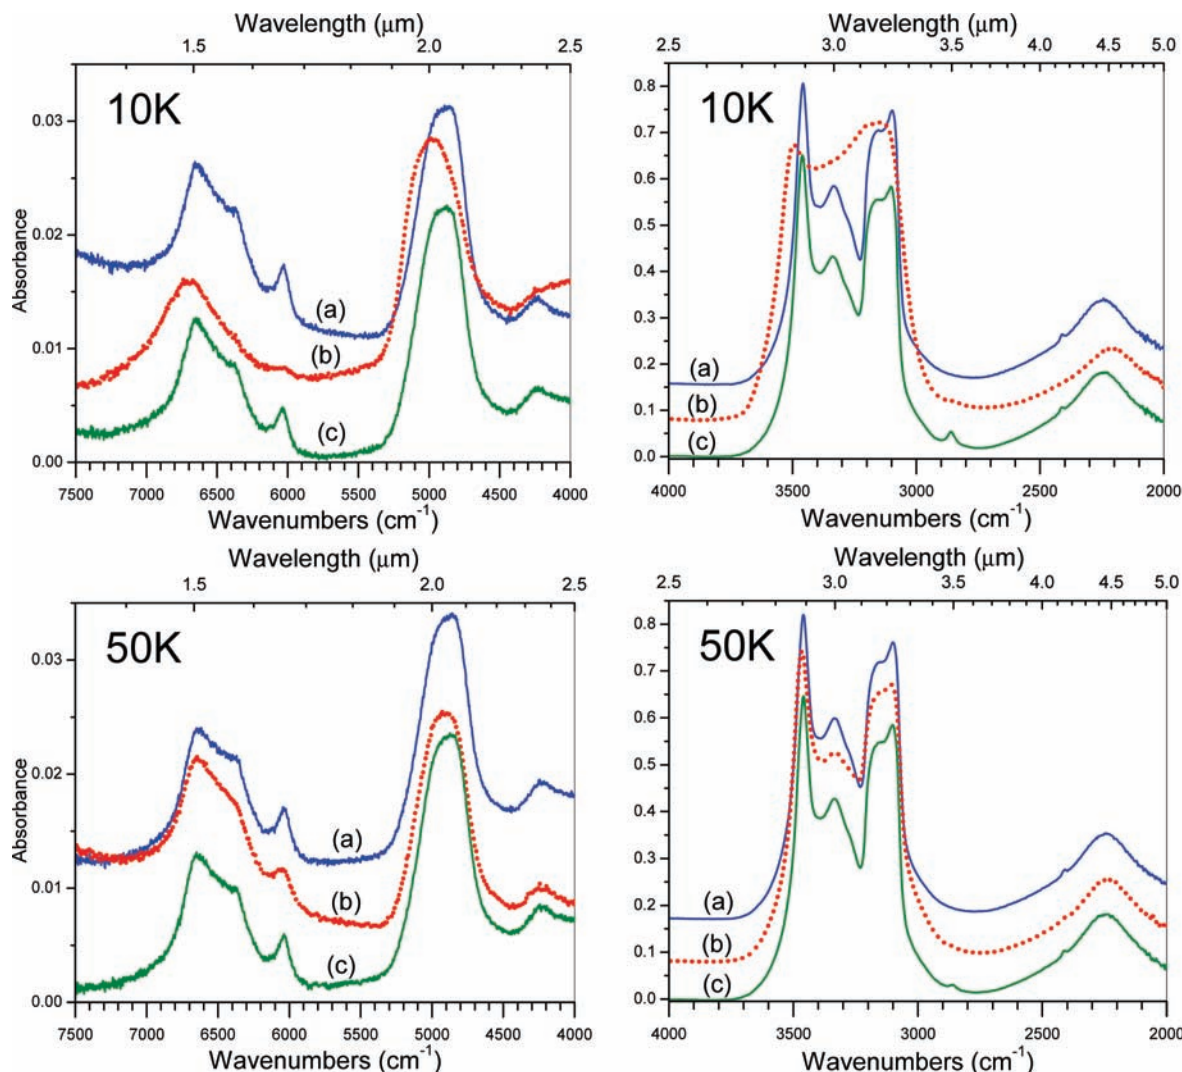 Wavelength (μm)
1.5 2.0 2.5
10K
Absorbance
0.03
0.02
0.01
0.00
(a)
(b)
(c)
7500 7000 6500 6000 5500 5000 4500 4000
Wavenumbers (cm⁻¹)
Wavelength (μm)
2.5 3.0 3.5 4.0 4.5 5.0
10K
0.8
0.7
0.6
0.5
0.4
0.3
0.2
0.1
0.0
(a)
(b)
(c)
4000 3500 3000 2500 2000
Wavenumbers (cm⁻¹)
Wavelength (μm)
1.5 2.0 2.5
50K
Absorbance
0.03
0.02
0.01
0.00
(a)
(b)
(c)
7500 7000 6500 6000 5500 5000 4500 4000
Wavenumbers (cm⁻¹)
Wavelength (μm)
2.5 3.0 3.5 4.0 4.5 5.0
50K
0.8
0.7
0.6
0.5
0.4
0.3
0.2
0.1
0.0
(a)
(b)
(c)
4000 3500 3000 2500 2000
Wavenumbers (cm⁻¹)